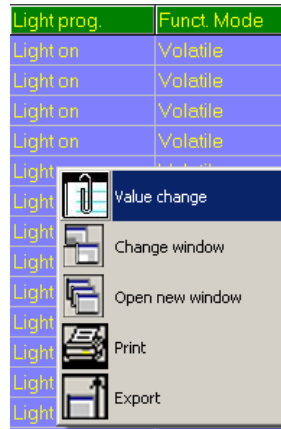 Light prog. Funct. Mode
Light on Volatile
Light on Volatile
Light on Volatile
Light on Volatile
Light
Light Value change
Light
Light Change window
Light Open new window
Light
Light Print
Light
Light Export